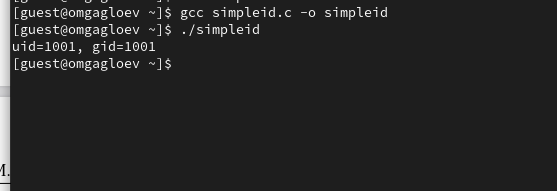 [guest@omgagloev ~]$ gcc simpleid.c -o simpleid
[guest@omgagloev ~]$ ./simpleid
uid=1001, gid=1001
[guest@omgagloev ~]$
М.